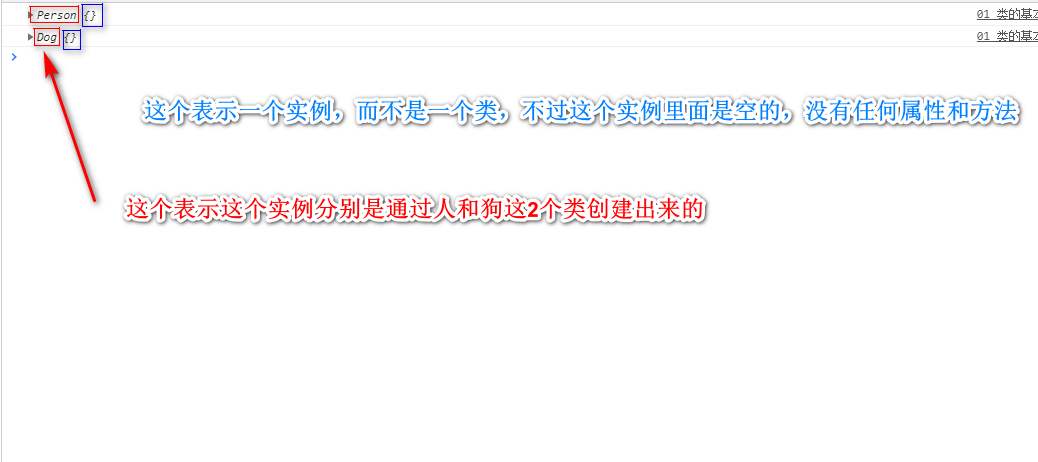 Person {} 01 类的基本
Dog {} 01 类的基本
这个表示一个实例，而不是一个类，不过这个实例里面是空的，没有任何属性和方法
这个表示这个实例分别是通过人和狗这2个类创建出来的